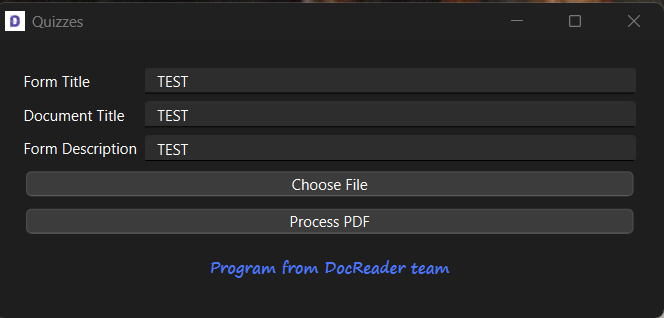 Quizzes
Form Title TEST
Document Title TEST
Form Description TEST
Choose File
Process PDF
Program from DocReader team